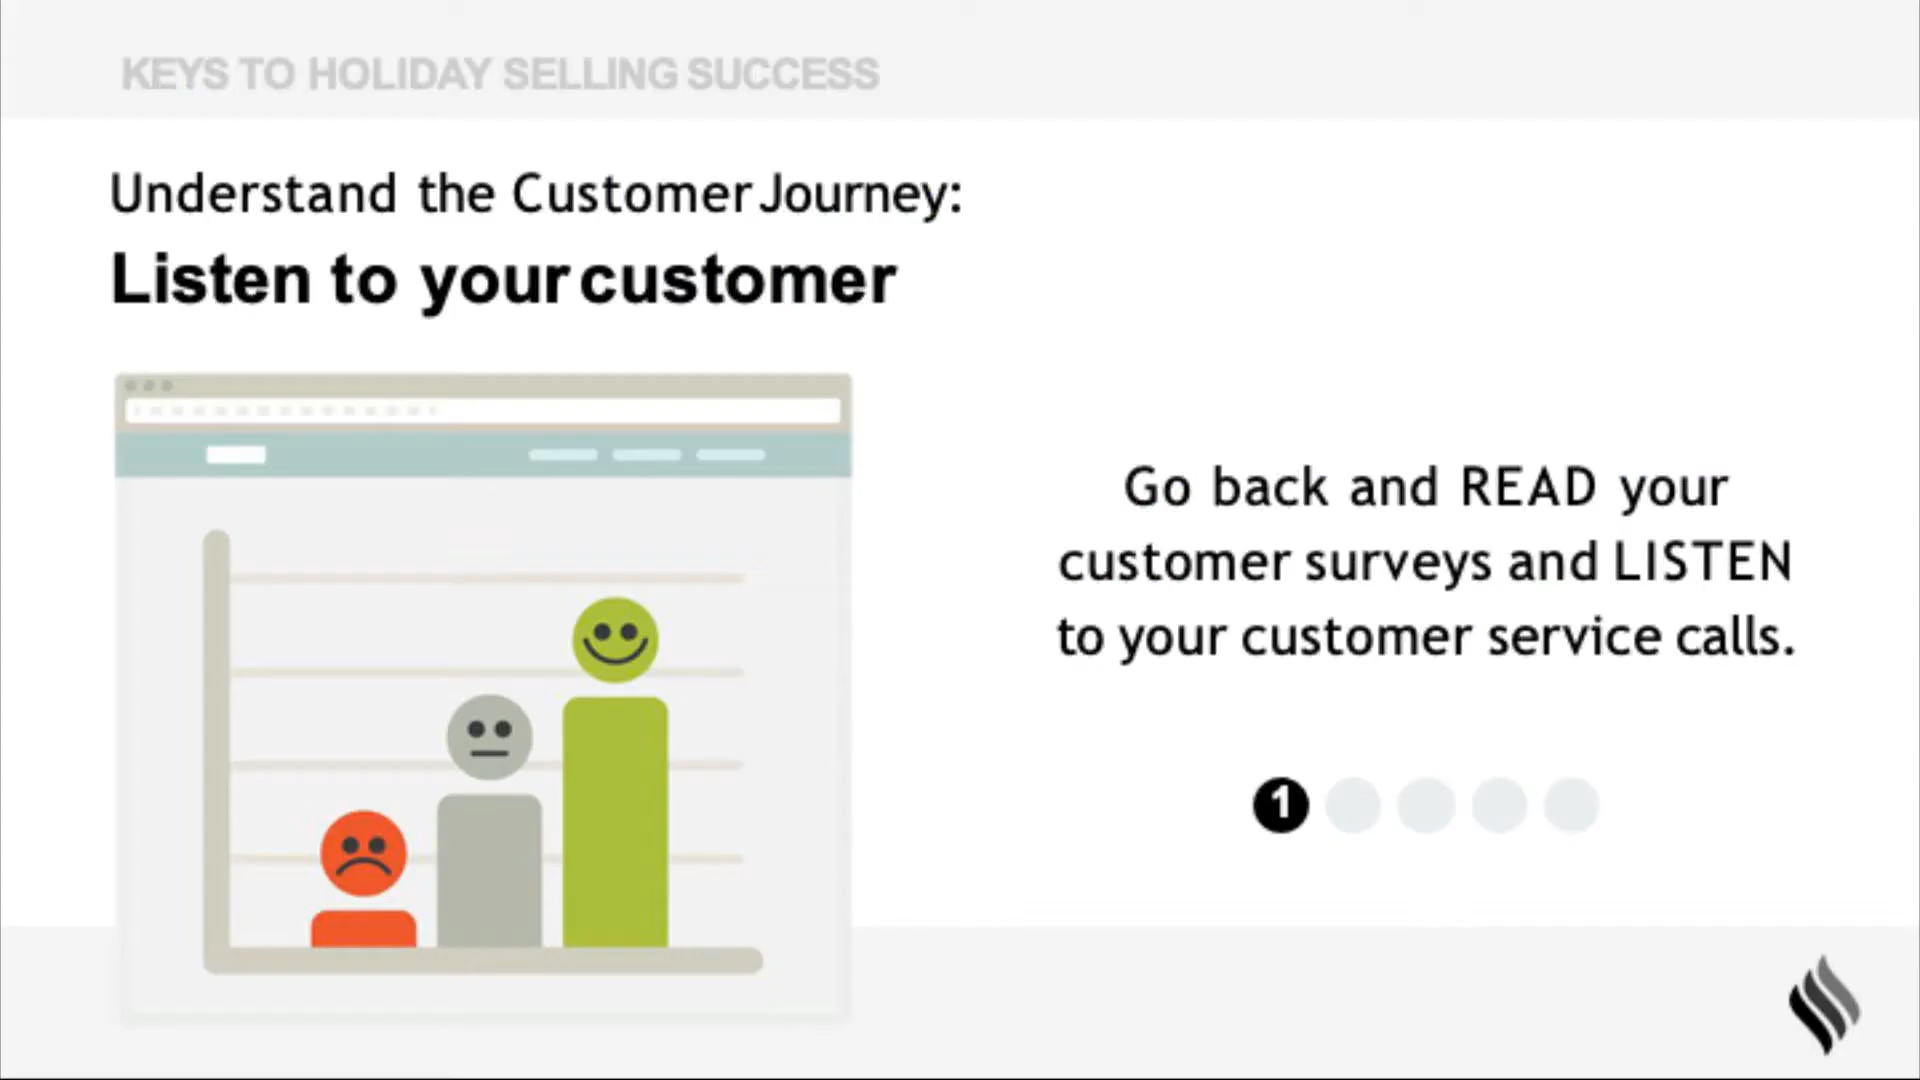 KEYS TO HOLIDAY SELLING SUCCESS
Understand the Customer Journey:
Listen to your customer
Go back and READ your
customer surveys and LISTEN
to your customer service calls.
1